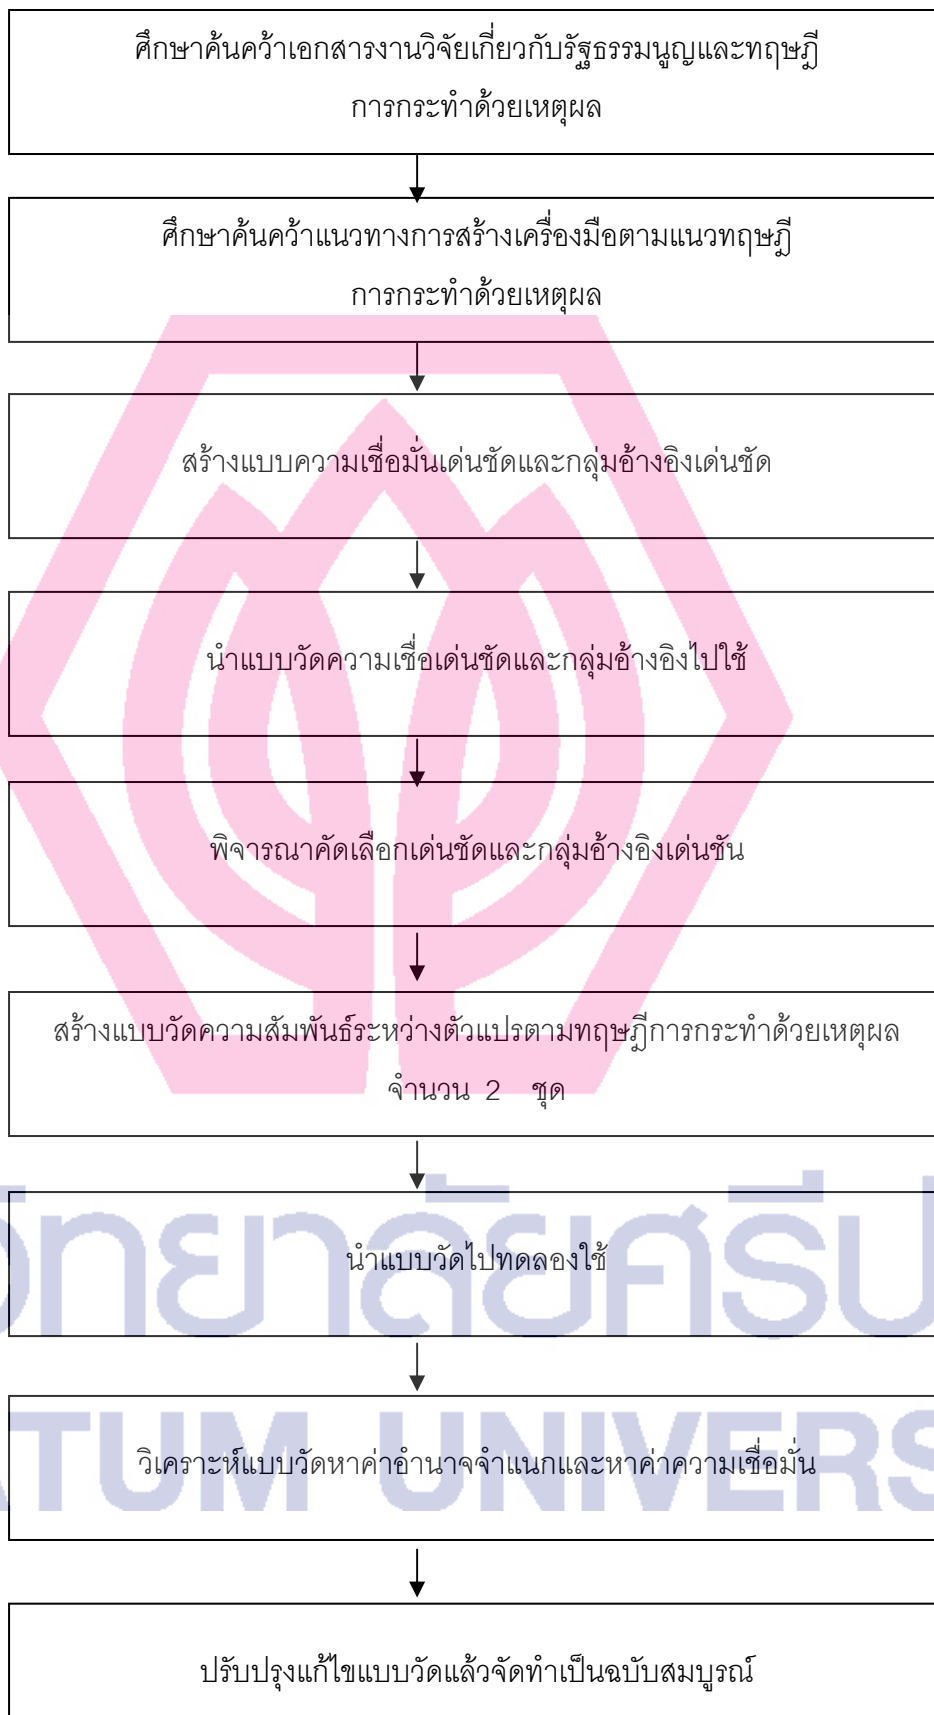 ศึกษาค้นคว้าเอกสารงานวิจัยเกี่ยวกับรัฐธรรมนูญและทฤษฎี
การกระทำด้วยเหตุผล
ศึกษาค้นคว้าแนวทางการสร้างเครื่องมือตามแนวทฤษฎี
การกระทำด้วยเหตุผล
สร้างแบบความเชื่อมั่นเด่นชัดและกลุ่มอ้างอิงเด่นชัด
นำแบบวัดความเชื่อเด่นชัดและกลุ่มอ้างอิงไปใช้
พิจารณาคัดเลือกเด่นชัดและกลุ่มอ้างอิงเด่นชัน
สร้างแบบวัดความสัมพันธ์ระหว่างตัวแปรตามทฤษฎีการกระทำด้วยเหตุผล
จำนวน 2 ชุด
นำแบบวัดไปทดลองใช้
วิทยาลัยศรีป
วิเคราะห์แบบวัดหาค่าอำนาจจำแนกและหาค่าความเชื่อมั่น
ATUM UNIVERS
ปรับปรุงแก้ไขแบบวัดแล้วจัดทำเป็นฉบับสมบูรณ์